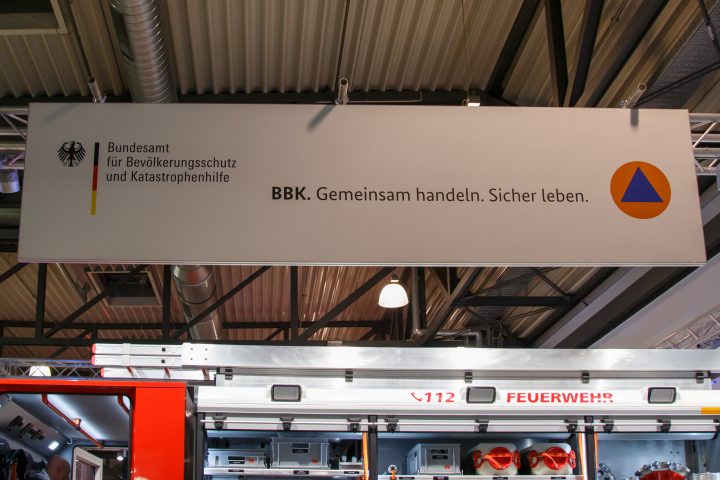 Bundesamt
für Bevölkerungsschutz
und Katastrophenhilfe
BBK. Gemeinsam handeln. Sicher leben.
112 FEUERWEHR